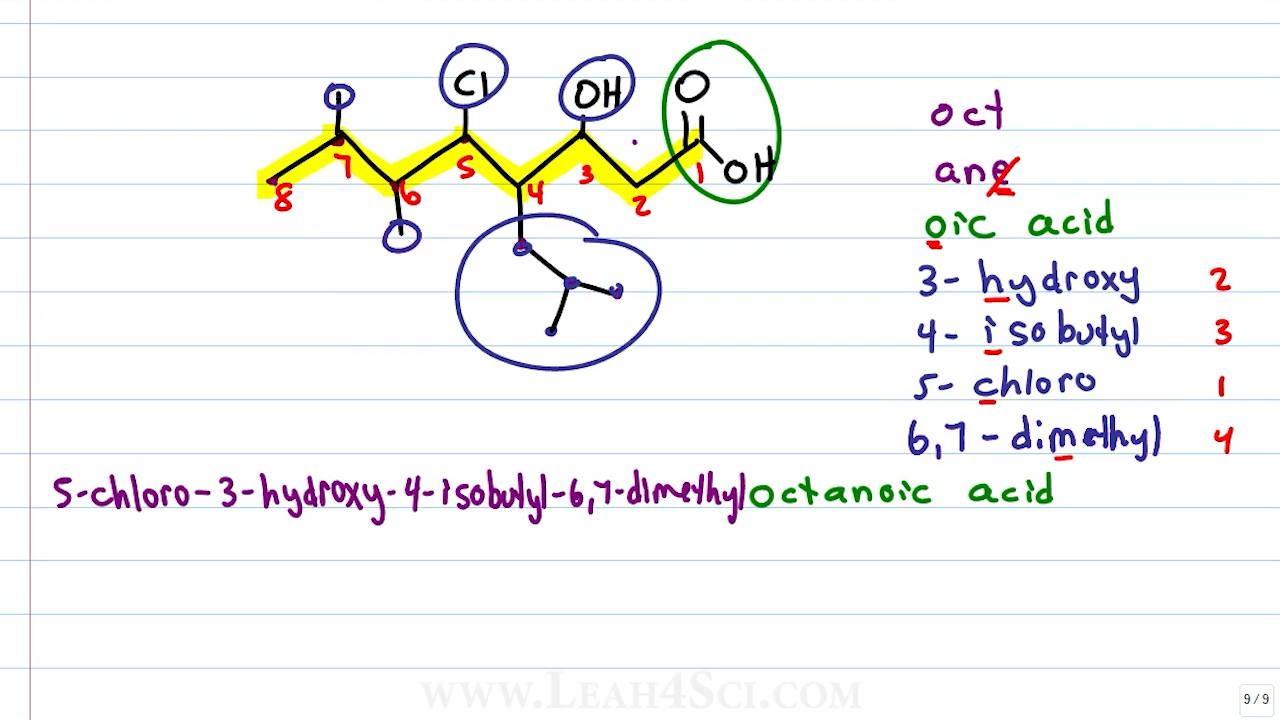 Cl
OH
O
OH
8 7 6 5 4 3 2 1
oct
ane
oic acid
3- hydroxy 2
4- isobutyl 3
5- chloro 1
6,7 - dimethyl 4
5-chloro-3-hydroxy-4-isobutyl-6,7-dimethyloctanoic acid
www.Leah4Sci.com
9 / 9